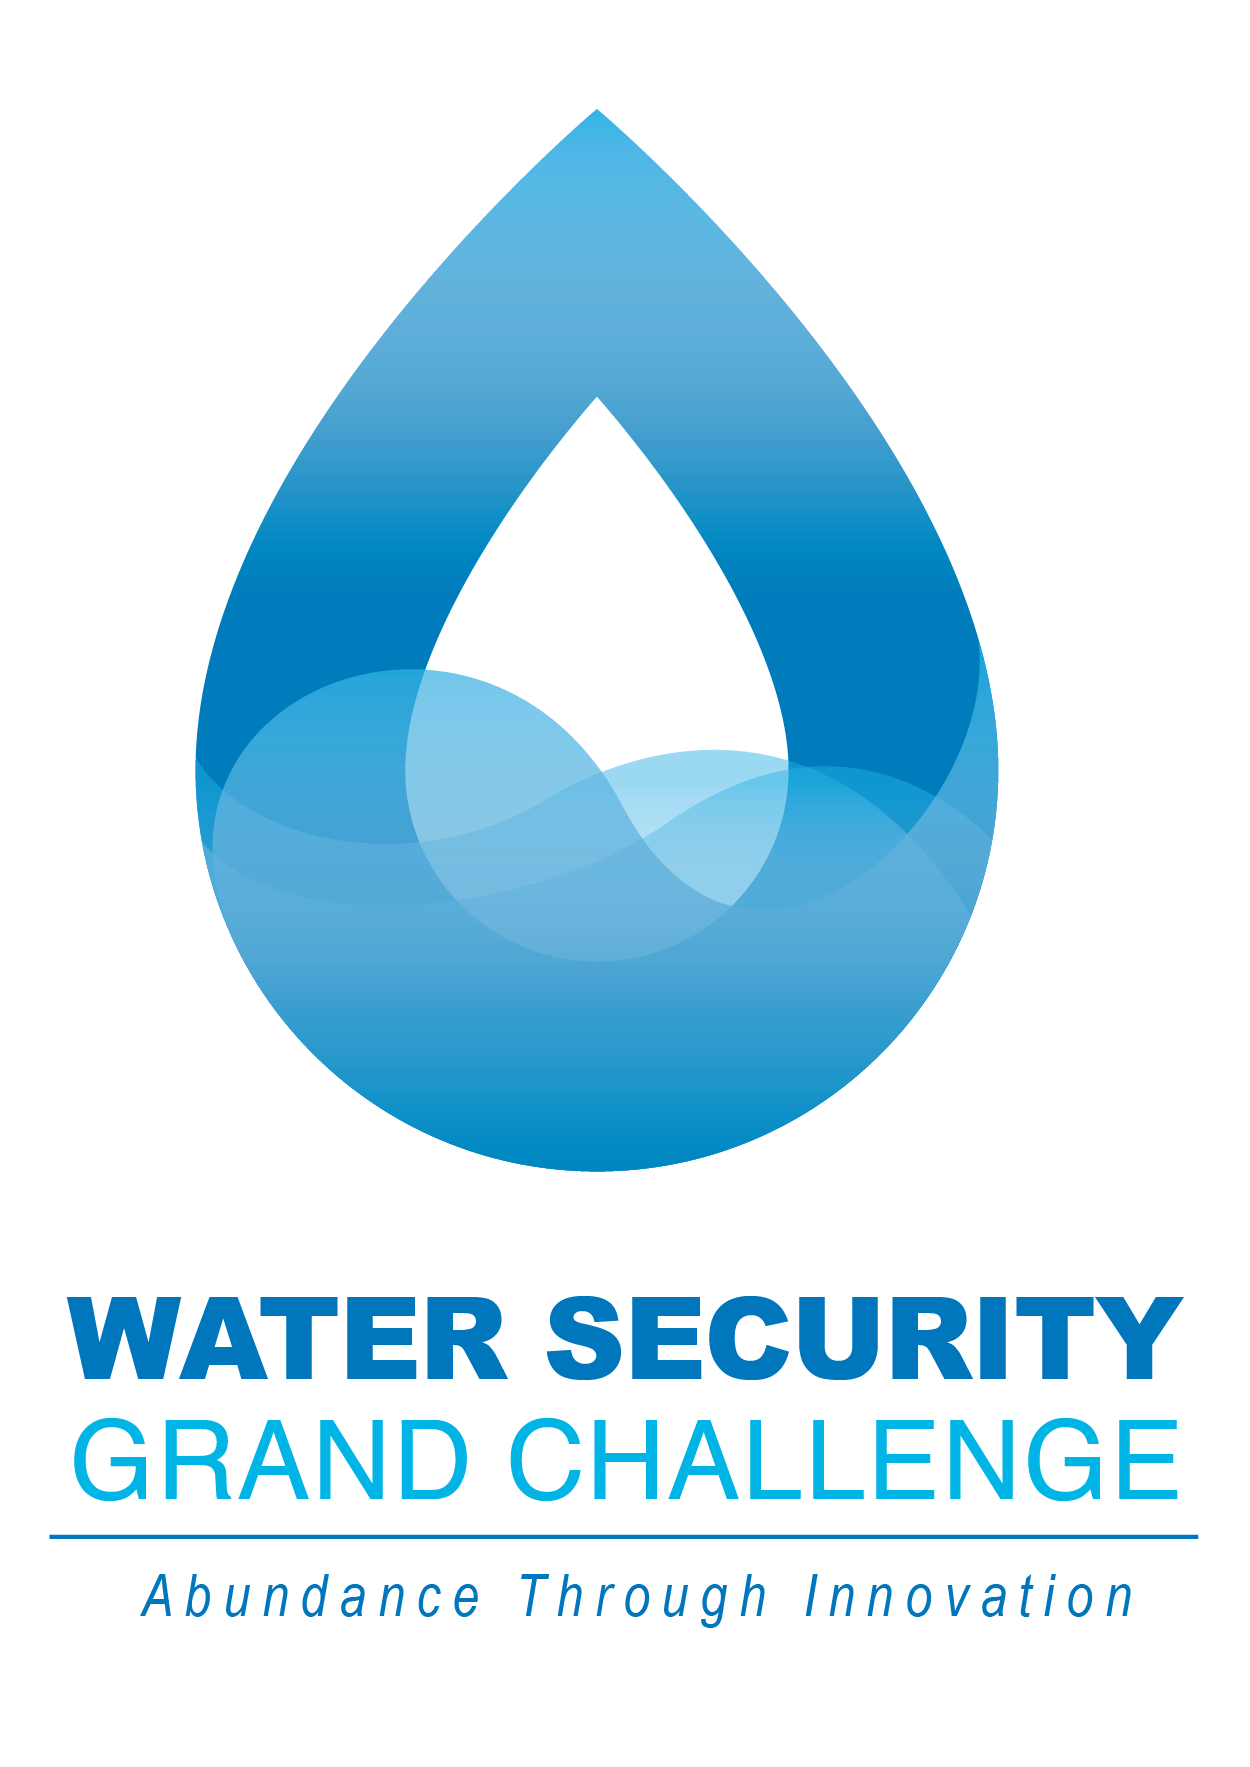 WATER SECURITY
GRAND CHALLENGE
Abundance Through Innovation